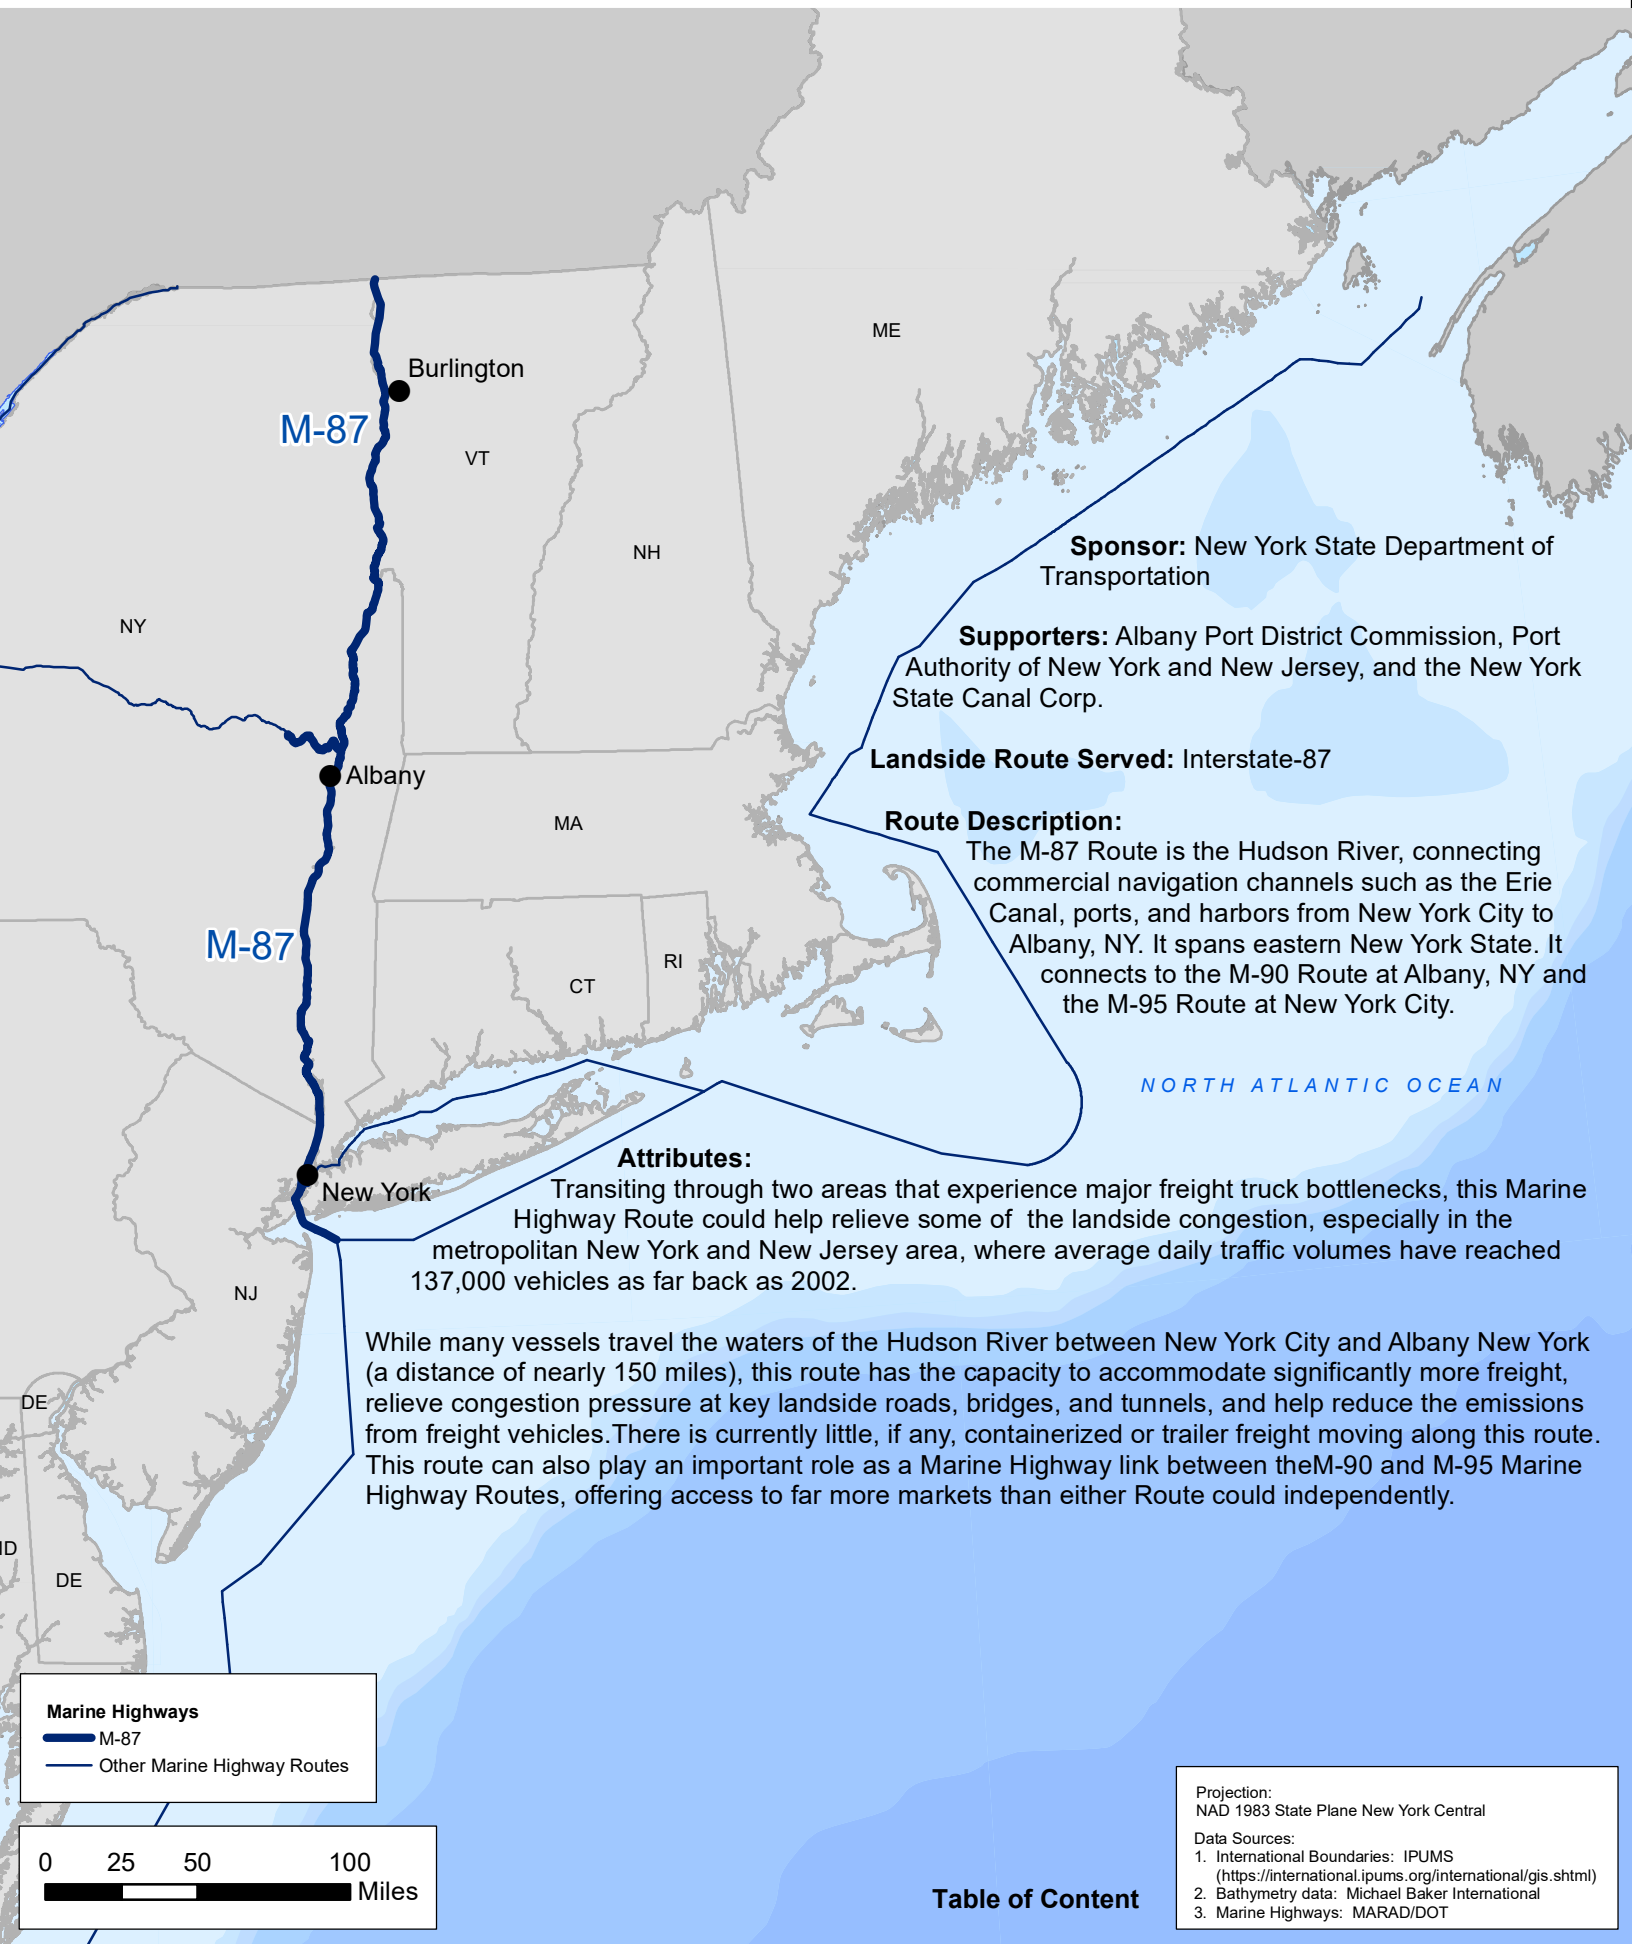 ME
Burlington
M-87
VT
NH
NY
Sponsor: New York State Department of
Transportation
Supporters: Albany Port District Commission, Port
Authority of New York and New Jersey, and the New York
State Canal Corp.
Landside Route Served: Interstate-87
Albany
MA
Route Description:
The M-87 Route is the Hudson River, connecting
commercial navigation channels such as the Erie
Canal, ports, and harbors from New York City to
Albany, NY. It spans eastern New York State. It
connects to the M-90 Route at Albany, NY and
the M-95 Route at New York City.
M-87
RI
CT
NORTH ATLANTIC OCEAN
New York
Attributes:
Transiting through two areas that experience major freight truck bottlenecks, this Marine
Highway Route could help relieve some of  the landside congestion, especially in the
metropolitan New York and New Jersey area, where average daily traffic volumes have reached
137,000 vehicles as far back as 2002.
NJ
While many vessels travel the waters of the Hudson River between New York City and Albany New York
(a distance of nearly 150 miles), this route has the capacity to accommodate significantly more freight,
relieve congestion pressure at key landside roads, bridges, and tunnels, and help reduce the emissions
from freight vehicles.There is currently little, if any, containerized or trailer freight moving along this route.
This route can also play an important role as a Marine Highway link between theM-90 and M-95 Marine
Highway Routes, offering access to far more markets than either Route could independently.
DE
DE
Marine Highways
M-87
Other Marine Highway Routes
0 25 50 100
Miles
Table of Content
Projection:
NAD 1983 State Plane New York Central
Data Sources:
1. International Boundaries: IPUMS
(https://international.ipums.org/international/gis.shtml)
2. Bathymetry data: Michael Baker International
3. Marine Highways: MARAD/DOT